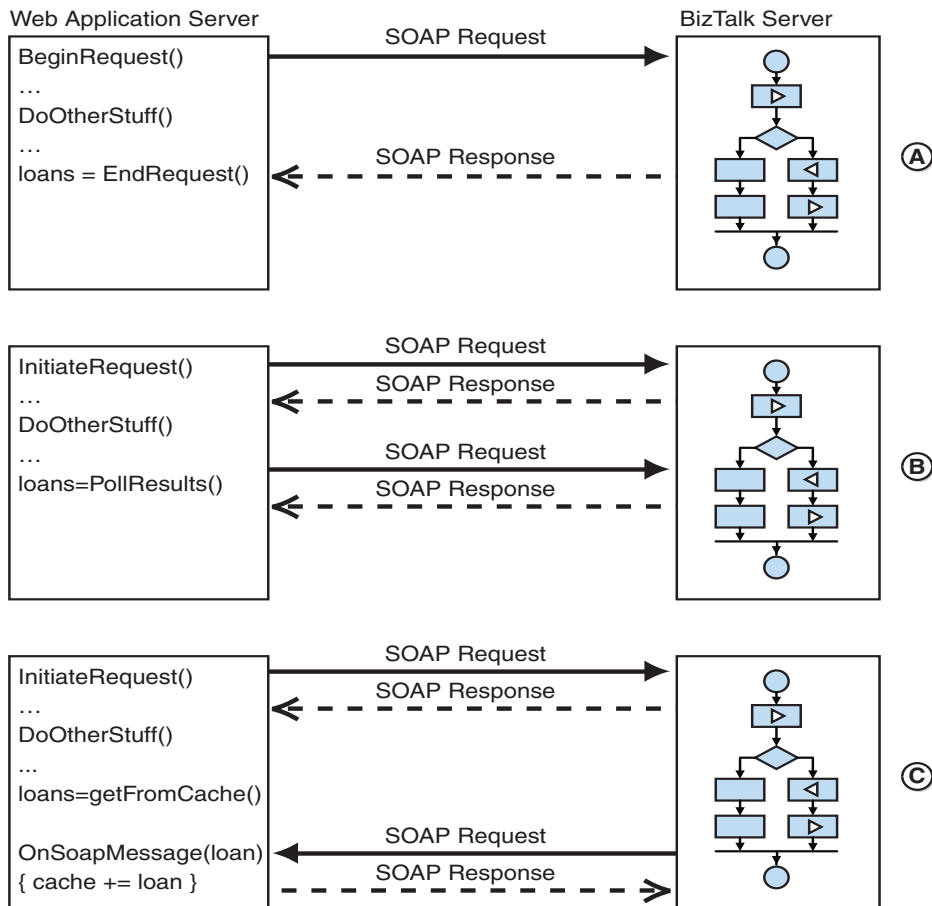 Web Application Server
BizTalk Server
BeginRequest()
…
DoOtherStuff()
…
loans = EndRequest()
SOAP Request
SOAP Response
A
InitiateRequest()
…
DoOtherStuff()
…
loans=PollResults()
SOAP Request
SOAP Response
SOAP Request
SOAP Response
B
InitiateRequest()
…
DoOtherStuff()
...
loans=getFromCache()
OnSoapMessage(loan)
{ cache += loan }
SOAP Request
SOAP Response
SOAP Request
SOAP Response
C